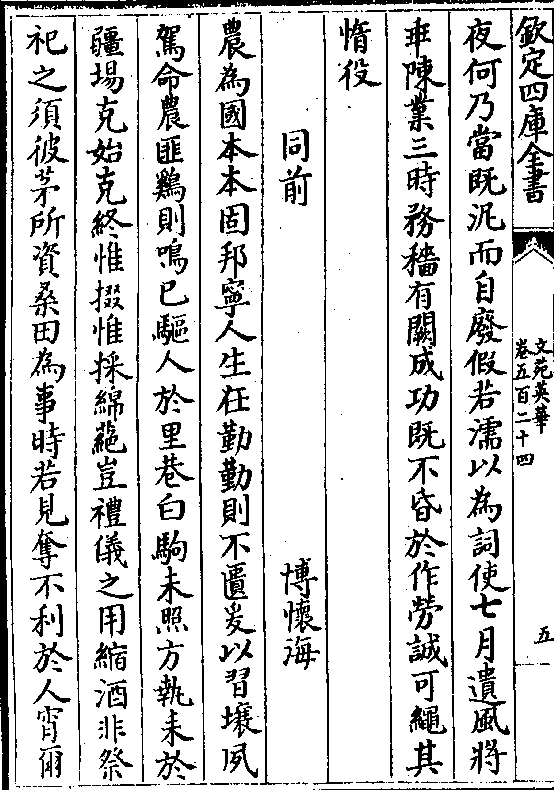 欽定四庫全書
文苑英華
卷五百二十四
五
夜何乃當既汎而自廢假若濡以為詞使七月遺風將
垂陳業三時務穡有闕成功既不昏於作勞誠可繩其
惰役
同前 博懷海
農為國本本固邦寧人生在勤勤則不匱爰以習壤夙
駕命農匪鷄則鳴已驅人於里巷白駒未照方執耒於
疆埸克始克終惟掇惟採綿蕝豈禮儀之用縮酒非祭
祀之須彼茅所資桑田為事時若見奪不利於人宵爾